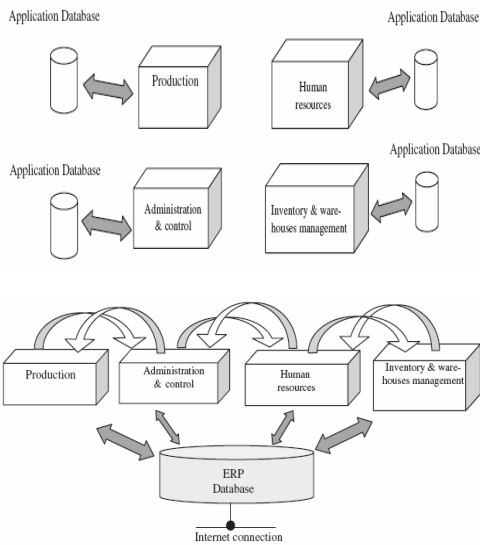 Application Database
Application Database
Production
Human
resources
Application Database
Application Database
Administration
& control
Inventory & ware-
houses management
Production
Administration
& control
Human
resources
Inventory & ware-
houses management
ERP
Database
Internet connection